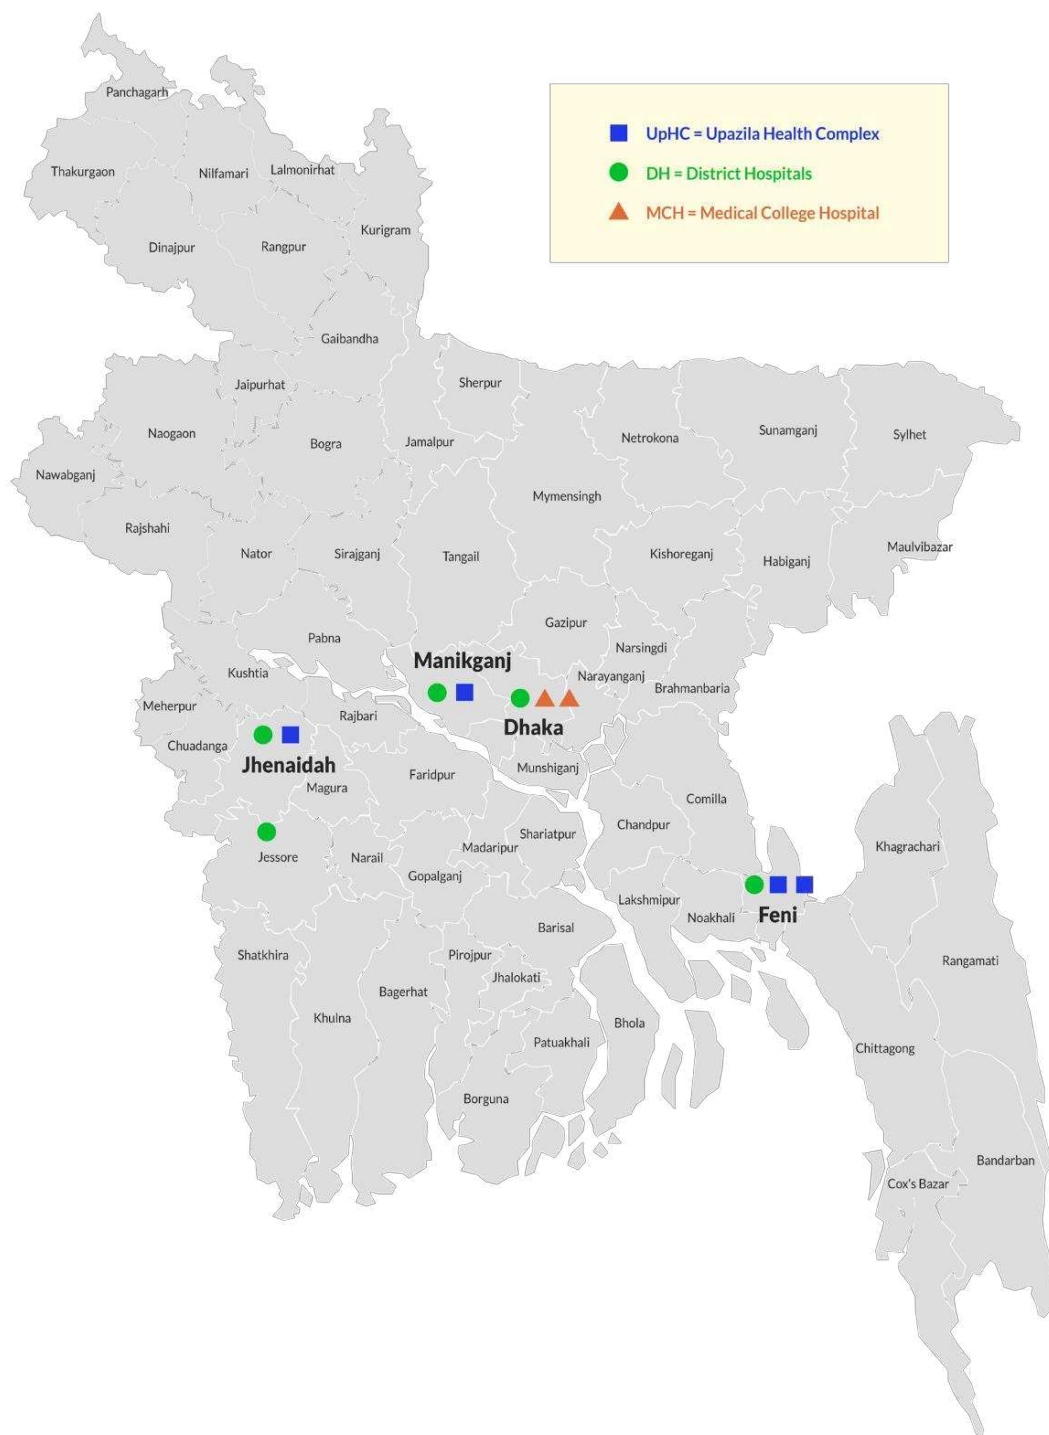 Panchagarh
UpHC = Upazila Health Complex
DH = District Hospitals
MCH = Medical College Hospital
Thakurgaon
Nilfamari
Lalmonirhat
Kurigram
Dinajpur
Rangpur
Gaibandha
Jaipurhat
Sherpur
Naogaon
Bogra
Jamalpur
Netrokona
Sunamganj
Sylhet
Nawabganj
Mymensingh
Rajshahi
Nator
Sirajganj
Tangail
Kishoreganj
Habiganj
Maulvibazar
Gazipur
Pabna
Narsingdi
Manikganj
Kushtia
Narayanganj
Brahmanbaria
Meherpur
Rajbari
Dhaka
Chuadanga
Jhenaidah
Munshiganj
Faridpur
Magura
Comilla
Chandpur
Shariatpur
Madaripur
Khagrachari
Jessore
Narail
Gopalganj
Lakshmipur
Noakhali
Feni
Barisal
Shatkhira
Pirojpur
Rangamati
Jhalokati
Bagerhat
Khulna
Bhola
Patuakhali
Chittagong
Borguna
Bandarban
Cox's Bazar